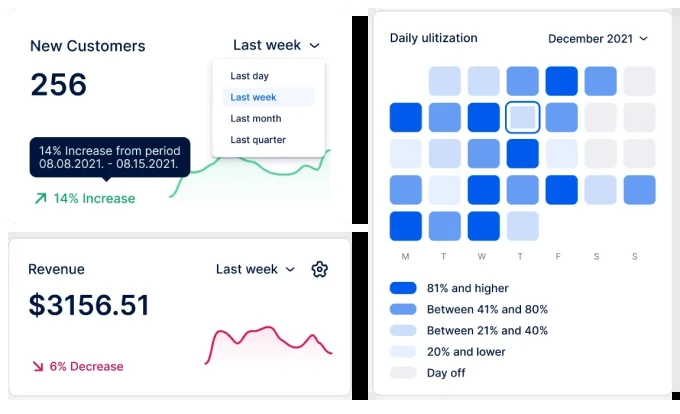 New Customers
Last week
256
Last day
Last week
Last month
Last quarter
14% Increase from period
08.08.2021. - 08.15.2021.
14% Increase
Revenue
Last week
$3156.51
6% Decrease
Daily ulitization
December 2021
M T W T F S S
81% and higher
Between 41% and 80%
Between 21% and 40%
20% and lower
Day off